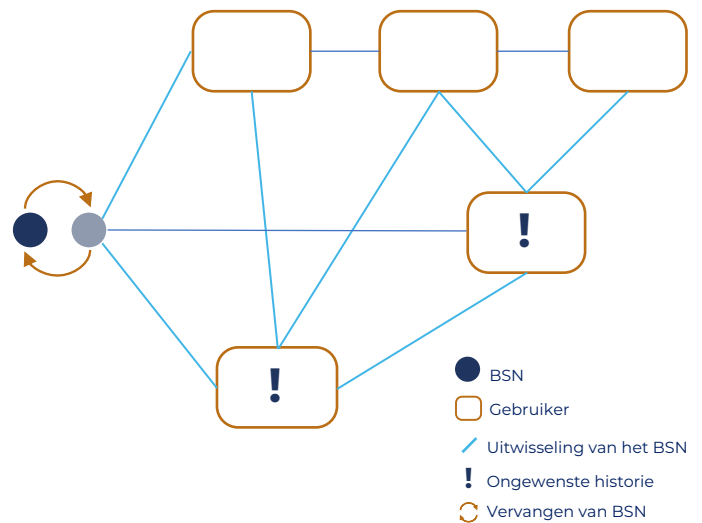 !
!
BSN
Gebruiker
Uitwisseling van het BSN
! Ongewenste historie
Vervangen van BSN